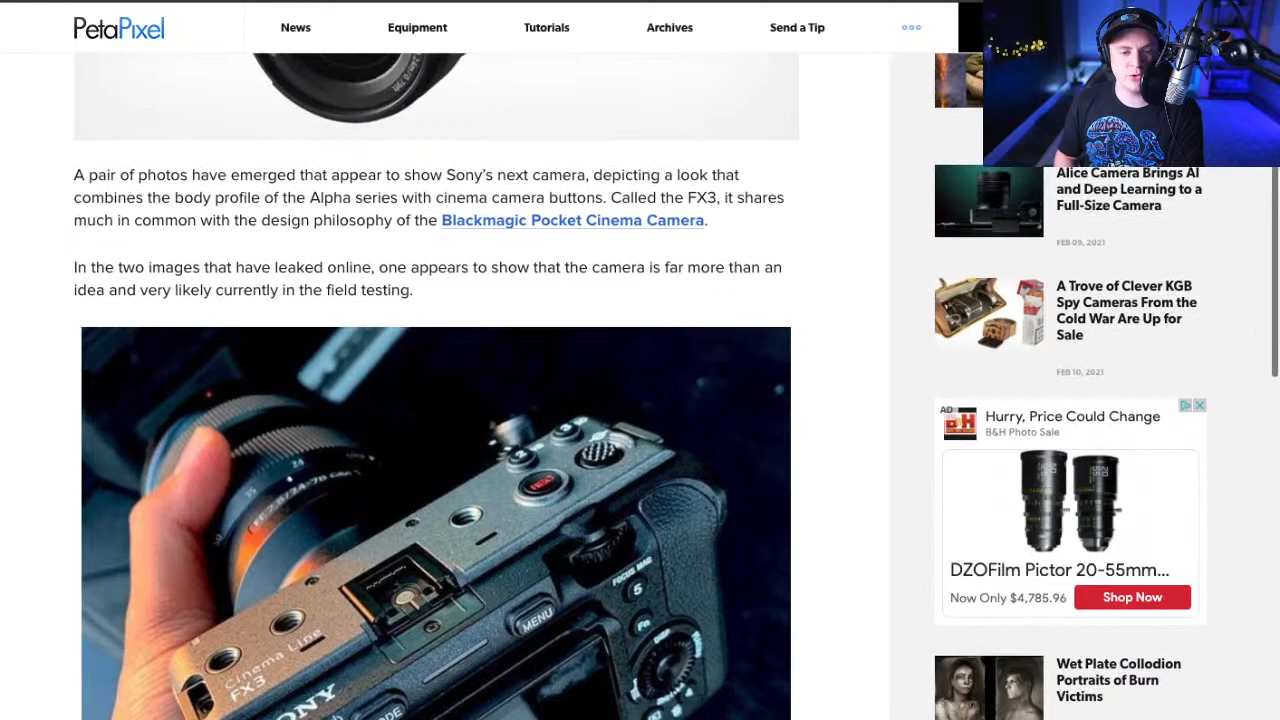 PetaPixel
News
Equipment
Tutorials
Archives
Send a Tip
A pair of photos have emerged that appear to show Sony's next camera, depicting a look that
combines the body profile of the Alpha series with cinema camera buttons. Called the FX3, it shares
much in common with the design philosophy of the Blackmagic Pocket Cinema Camera.
In the two images that have leaked online, one appears to show that the camera is far more than an
idea and very likely currently in the field testing.
24
FOCUS MAG
5
Fn
DISP
MENU
Cinema Line
FX3
SONY
Alice Camera Brings AI
and Deep Learning to a
Full-Size Camera
FEB 09, 2021
A Trove of Clever KGB
Spy Cameras From the
Cold War Are Up for
Sale
FEB 10, 2021
AD
B&H
Hurry, Price Could Change
B&H Photo Sale
DZOFilm Pictor 20-55mm...
Now Only $4,785.96
Shop Now
Wet Plate Collodion
Portraits of Burn
Victims